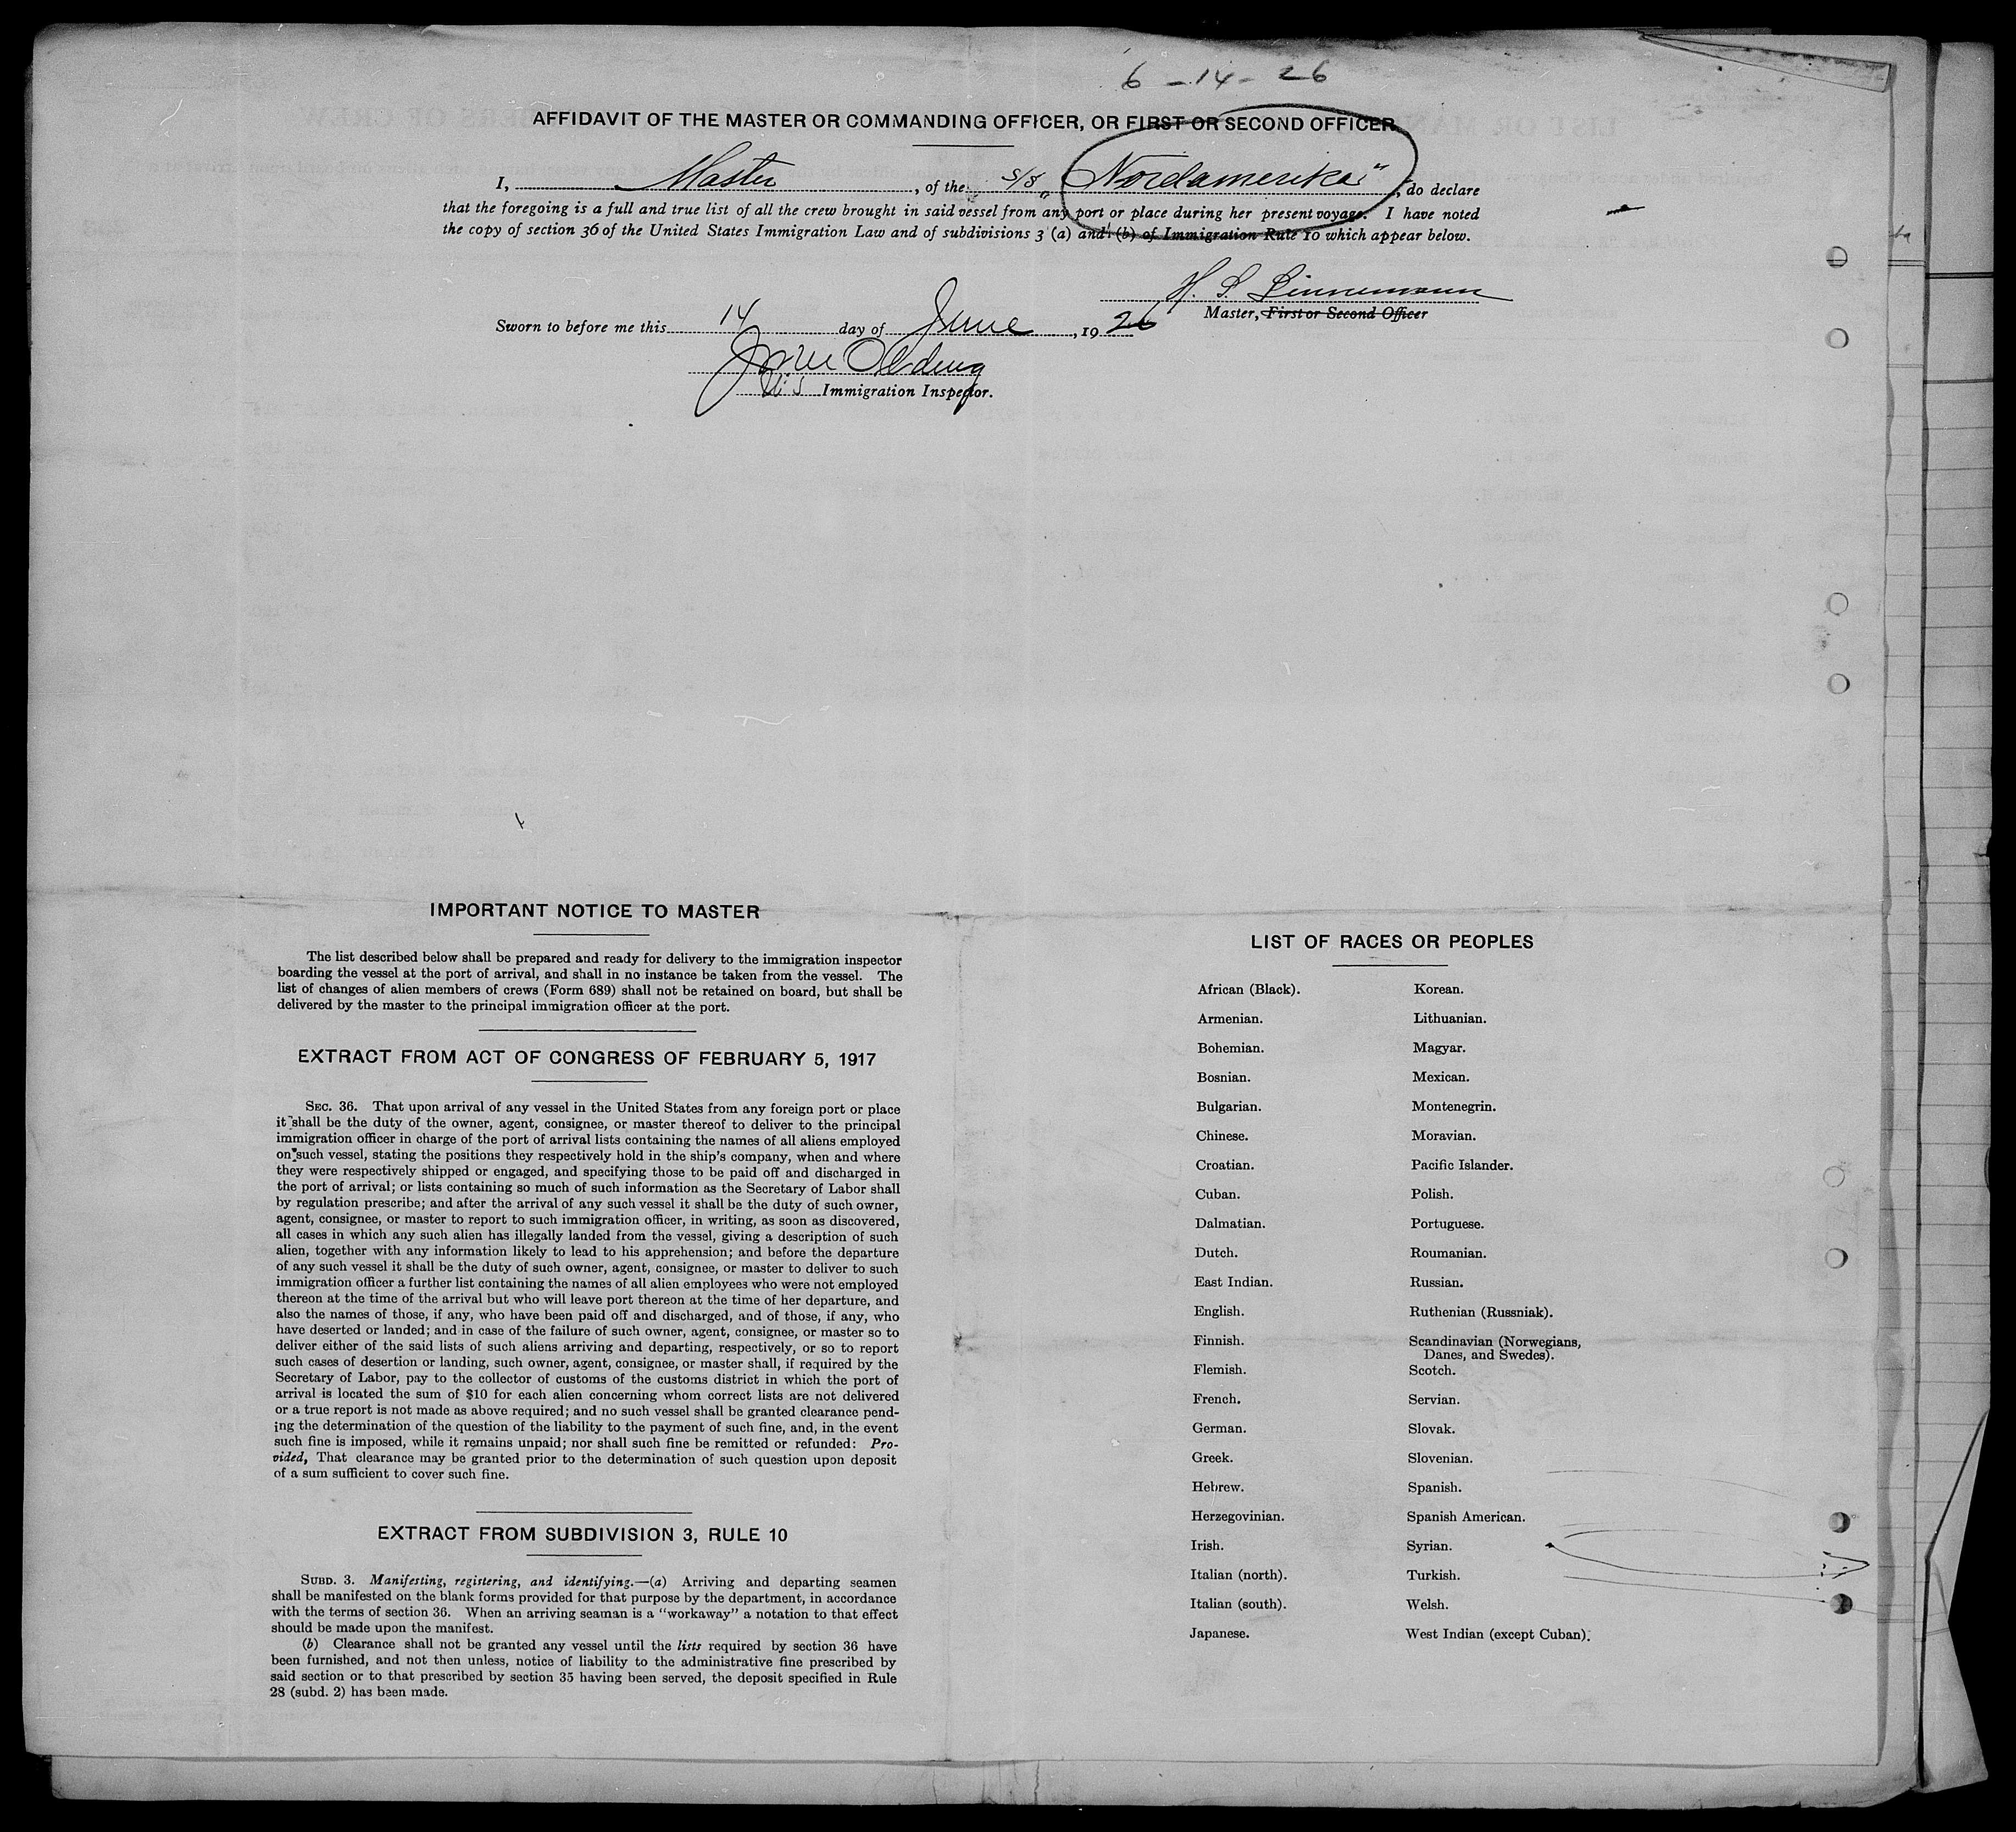 6-14-26
AFFIDAVIT OF THE MASTER OR COMMANDING OFFICER, OR FIRST OR SECOND OFFICER
I, Master, of the S/S „Nordamerika", do declare
that the foregoing is a full and true list of all the crew brought in said vessel from any port or place during her present voyage. I have noted
the copy of section 36 of the United States Immigration Law and of subdivisions 3 (a) and (b) of Immigration Rule 10 which appear below.
H. S. Linnemann
Master, First or Second Officer
Sworn to before me this 14 day of June, 1926
U.S. Immigration Inspector.
IMPORTANT NOTICE TO MASTER
The list described below shall be prepared and ready for delivery to the immigration inspector
boarding the vessel at the port of arrival, and shall in no instance be taken from the vessel. The
list of changes of alien members of crews (Form 689) shall not be retained on board, but shall be
delivered by the master to the principal immigration officer at the port.
EXTRACT FROM ACT OF CONGRESS OF FEBRUARY 5, 1917
SEC. 36. That upon arrival of any vessel in the United States from any foreign port or place
it shall be the duty of the owner, agent, consignee, or master thereof to deliver to the principal
immigration officer in charge of the port of arrival lists containing the names of all aliens employed
on such vessel, stating the positions they respectively hold in the ship's company, when and where
they were respectively shipped or engaged, and specifying those to be paid off and discharged in
the port of arrival; or lists containing so much of such information as the Secretary of Labor shall
by regulation prescribe; and after the arrival of any such vessel it shall be the duty of such owner,
agent, consignee, or master to report to such immigration officer, in writing, as soon as discovered,
all cases in which any such alien has illegally landed from the vessel, giving a description of such
alien, together with any information likely to lead to his apprehension; and before the departure
of any such vessel it shall be the duty of such owner, agent, consignee, or master to deliver to such
immigration officer a further list containing the names of all alien employees who were not employed
thereon at the time of the arrival but who will leave port thereon at the time of her departure, and
also the names of those, if any, who have been paid off and discharged, and of those, if any, who
have deserted or landed; and in case of the failure of such owner, agent, consignee, or master so to
deliver either of the said lists of such aliens arriving and departing, respectively, or so to report
such cases of desertion or landing, such owner, agent, consignee, or master shall, if required by the
Secretary of Labor, pay to the collector of customs of the customs district in which the port of
arrival is located the sum of $10 for each alien concerning whom correct lists are not delivered
or a true report is not made as above required; and no such vessel shall be granted clearance pend-
ing the determination of the question of the liability to the payment of such fine, and, in the event
such fine is imposed, while it remains unpaid; nor shall such fine be remitted or refunded: Pro-
vided, That clearance may be granted prior to the determination of such question upon deposit
of a sum sufficient to cover such fine.
EXTRACT FROM SUBDIVISION 3, RULE 10
SUBD. 3. Manifesting, registering, and identifying.—(a) Arriving and departing seamen
shall be manifested on the blank forms provided for that purpose by the department, in accordance
with the terms of section 36. When an arriving seaman is a "workaway" a notation to that effect
should be made upon the manifest.
(b) Clearance shall not be granted any vessel until the lists required by section 36 have
been furnished, and not then unless, notice of liability to the administrative fine prescribed by
said section or to that prescribed by section 35 having been served, the deposit specified in Rule
28 (subd. 2) has been made.
LIST OF RACES OR PEOPLES
African (Black).
Armenian.
Bohemian.
Bosnian.
Bulgarian.
Chinese.
Croatian.
Cuban.
Dalmatian.
Dutch.
East Indian.
English.
Finnish.
Flemish.
French.
German.
Greek.
Hebrew.
Herzegovinian.
Irish.
Italian (north).
Italian (south).
Japanese.
Korean.
Lithuanian.
Magyar.
Mexican.
Montenegrin.
Moravian.
Pacific Islander.
Polish.
Portuguese.
Roumanian.
Russian.
Ruthenian (Russniak).
Scandinavian (Norwegians,
Danes, and Swedes).
Scotch.
Servian.
Slovak.
Slovenian.
Spanish.
Spanish American.
Syrian.
Turkish.
Welsh.
West Indian (except Cuban).